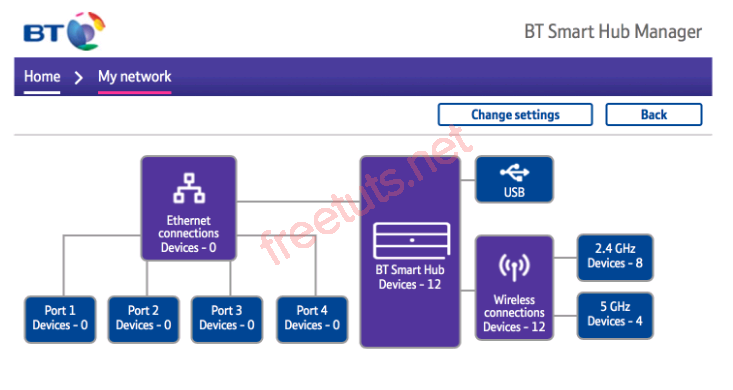 BT
BT Smart Hub Manager
Home > My network
Change settings
Back
Ethernet
connections
Devices - 0
BT Smart Hub
Devices - 12
USB
Wireless
connections
Devices - 12
2.4 GHz
Devices - 8
5 GHz
Devices - 4
Port 1
Devices - 0
Port 2
Devices - 0
Port 3
Devices - 0
Port 4
Devices - 0
freetuts.net